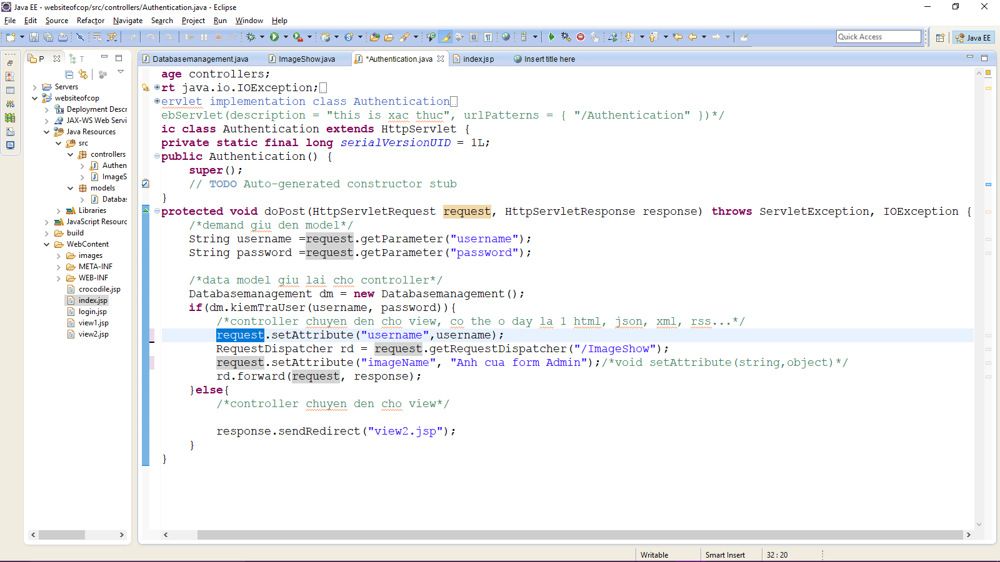 Java EE - websiteofcop/src/controllers/Authentication.java - Eclipse
File Edit Source Refactor Navigate Search Project Run Window Help
Quick Access
Java EE
P
T
Databasemanagement.java
ImageShow.java
*Authentication.java
index.jsp
Insert title here
Servers
websiteofcop
Deployment Descr
JAX-WS Web Servi
Java Resources
src
controllers
Authen
ImageS
models
Databas
Libraries
JavaScript Resourc
build
WebContent
images
META-INF
WEB-INF
crocodile.jsp
index.jsp
login.jsp
view1.jsp
view2.jsp
age controllers;
rt java.io.IOException;
ervlet implementation class Authentication
ebServlet(description = "this is xac thuc", urlPatterns = { "/Authentication" })*/
ic class Authentication extends HttpServlet {
private static final long serialVersionUID = 1L;
public Authentication() {
super();
// TODO Auto-generated constructor stub
}
protected void doPost(HttpServletRequest request, HttpServletResponse response) throws ServletException, IOException {
/*demand giu den model*/
String username =request.getParameter("username");
String password =request.getParameter("password");
/*data model giu lai cho controller*/
Databasemanagement dm = new Databasemanagement();
if(dm.kiemTraUser(username, password)){
/*controller chuyen den cho view, co the o day la 1 html, json, xml, rss...*/
request.setAttribute("username",username);
RequestDispatcher rd = request.getRequestDispatcher("/ImageShow");
request.setAttribute("imageName", "Anh cua form Admin");/*void setAttribute(string,object)*/
rd.forward(request, response);
}else{
/*controller chuyen den cho view*/
response.sendRedirect("view2.jsp");
}
}
Writable
Smart Insert
32 : 20